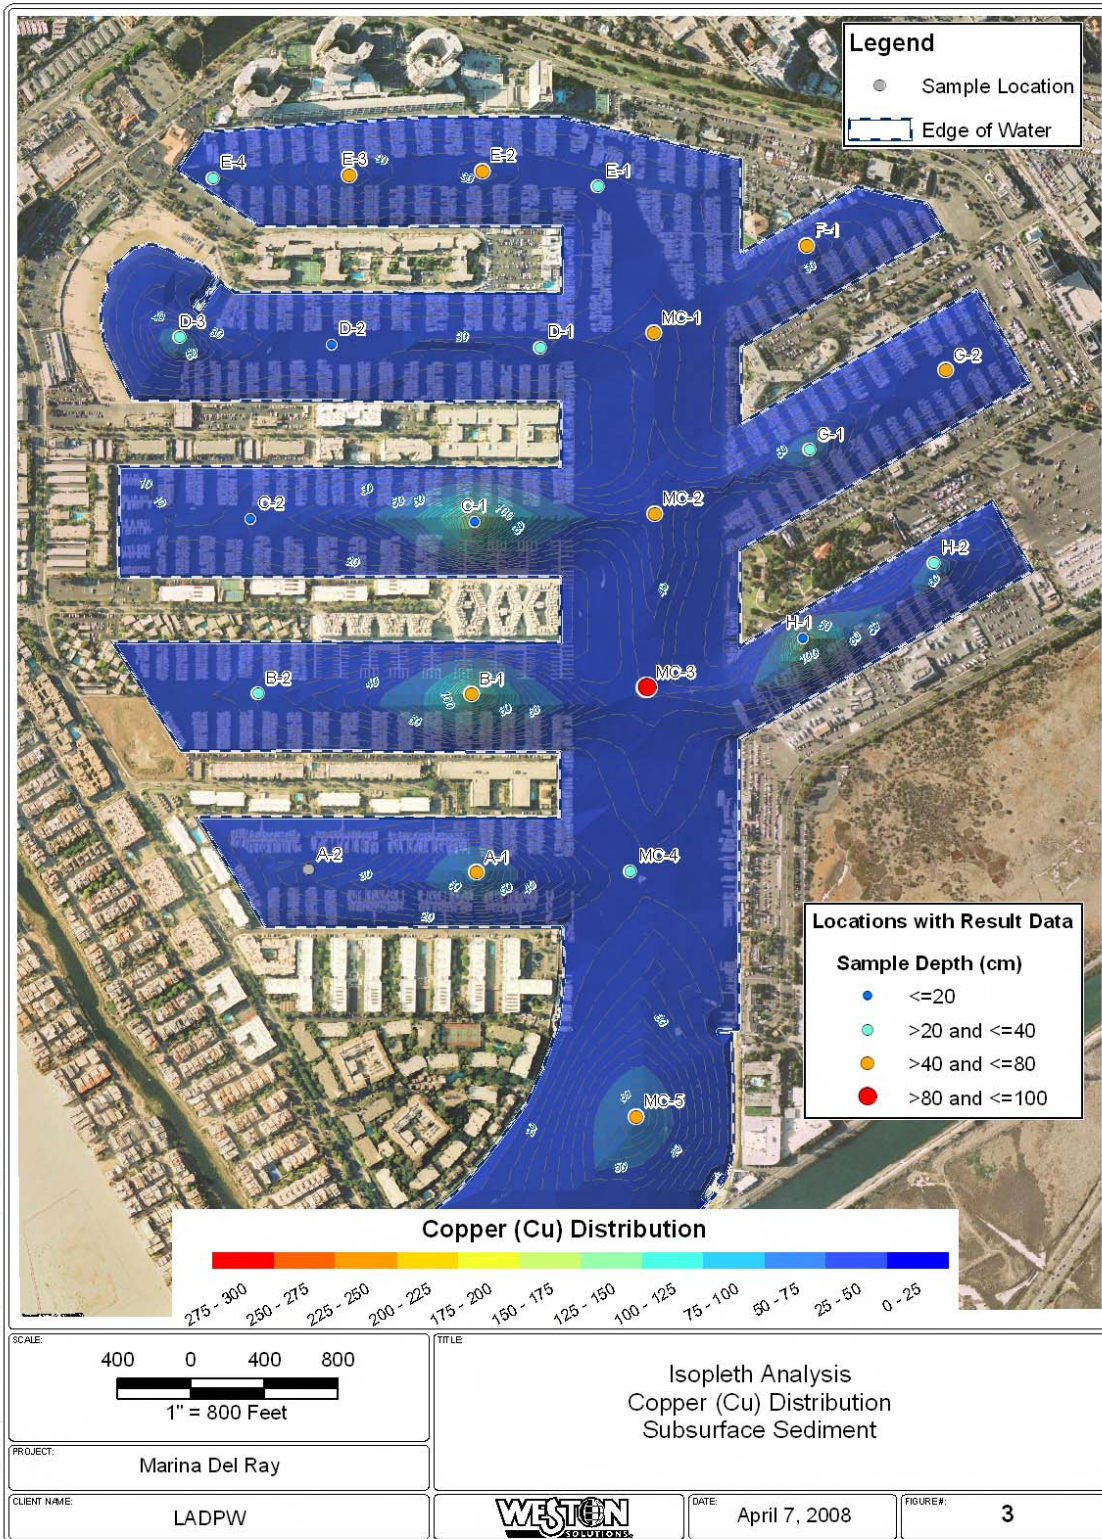 Legend
Sample Location
Edge of Water
E-4
E-3
E-2
E-1
F-1
D-3
D-2
D-1
MC-1
G-2
G-1
C-2
C-1
MC-2
H-2
H-1
B-2
B-1
MC-3
A-2
A-1
MC-4
MC-5
Locations with Result Data
Sample Depth (cm)
<=20
>20 and <=40
>40 and <=80
>80 and <=100
Copper (Cu) Distribution
275 - 300
250 - 275
225 - 250
200 - 225
175 - 200
150 - 175
125 - 150
100 - 125
75 - 100
50 - 75
25 - 50
0 - 25
SCALE:
400 0 400 800
1" = 800 Feet
TITLE:
Isopleth Analysis
Copper (Cu) Distribution
Subsurface Sediment
PROJECT:
Marina Del Ray
CLIENT NAME:
LADPW
WESTON
SOLUTIONS
DATE:
April 7, 2008
FIGURE#:
3